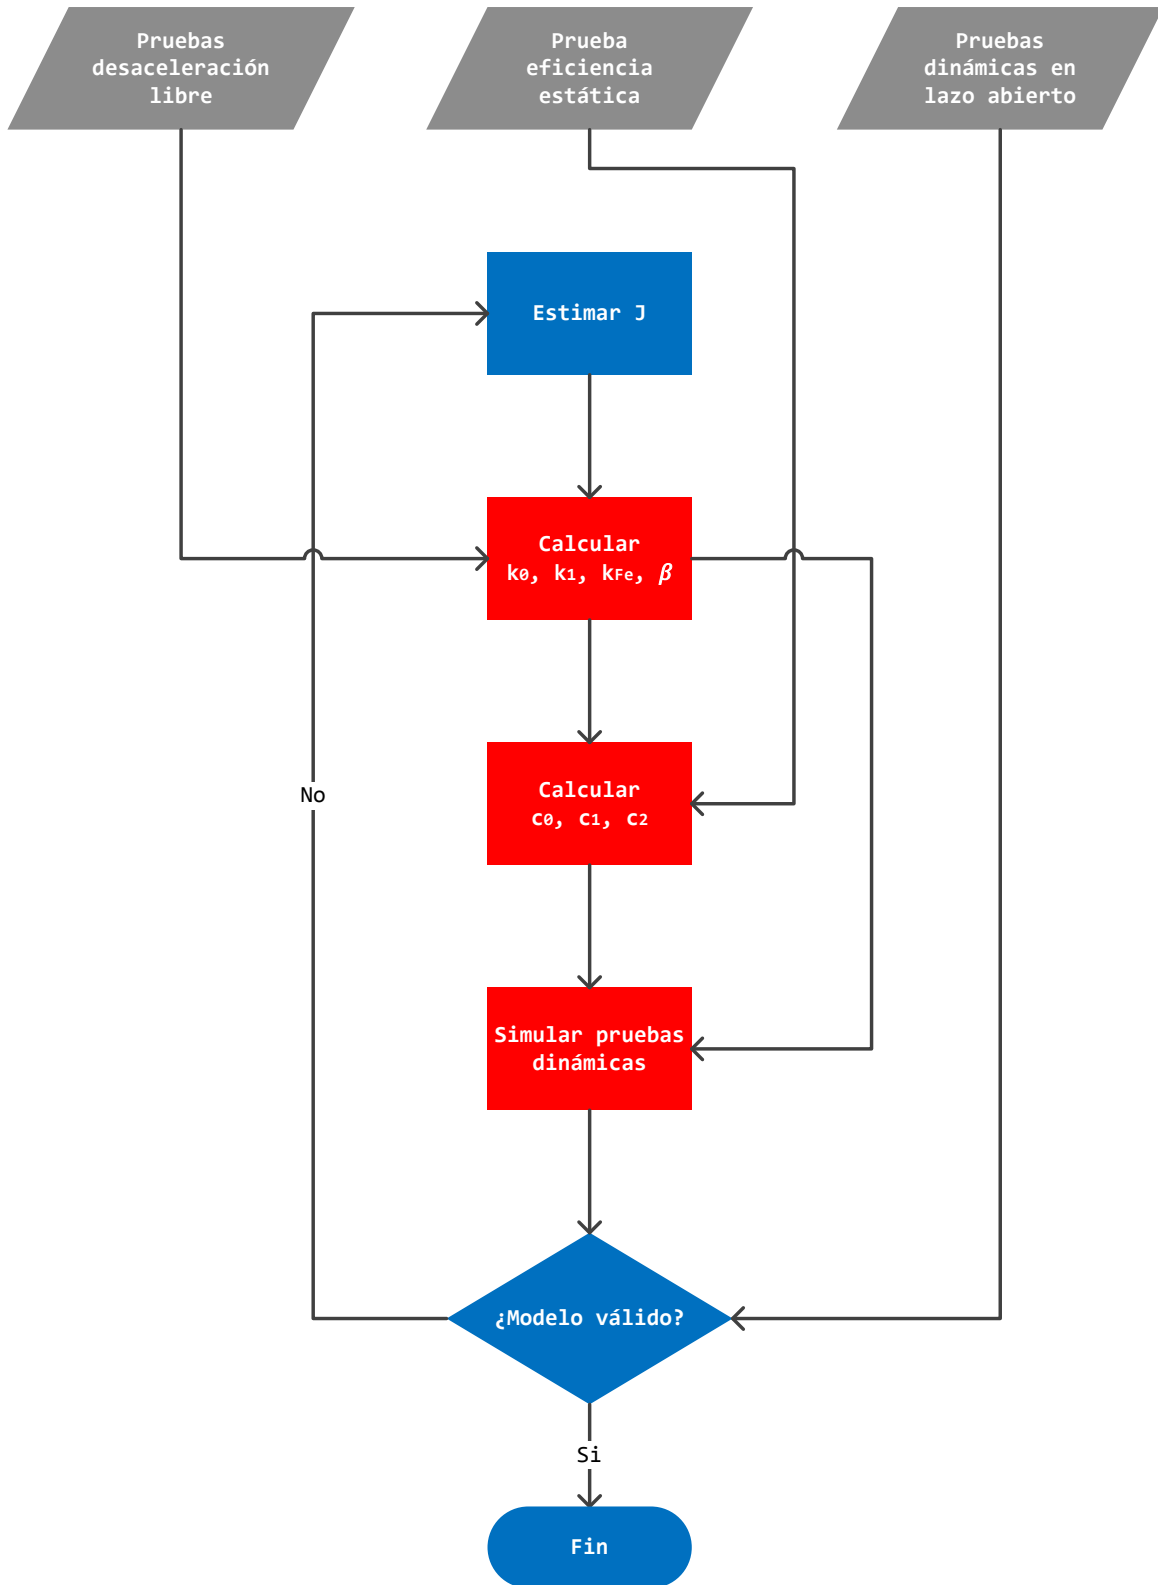 Pruebas
desaceleración
libre
Prueba
eficiencia
estática
Pruebas
dinámicas en
lazo abierto
Estimar J
Calcular
k0, k1, kFe, β
Calcular
c0, c1, c2
No
Simular pruebas
dinámicas
¿Modelo válido?
Si
Fin